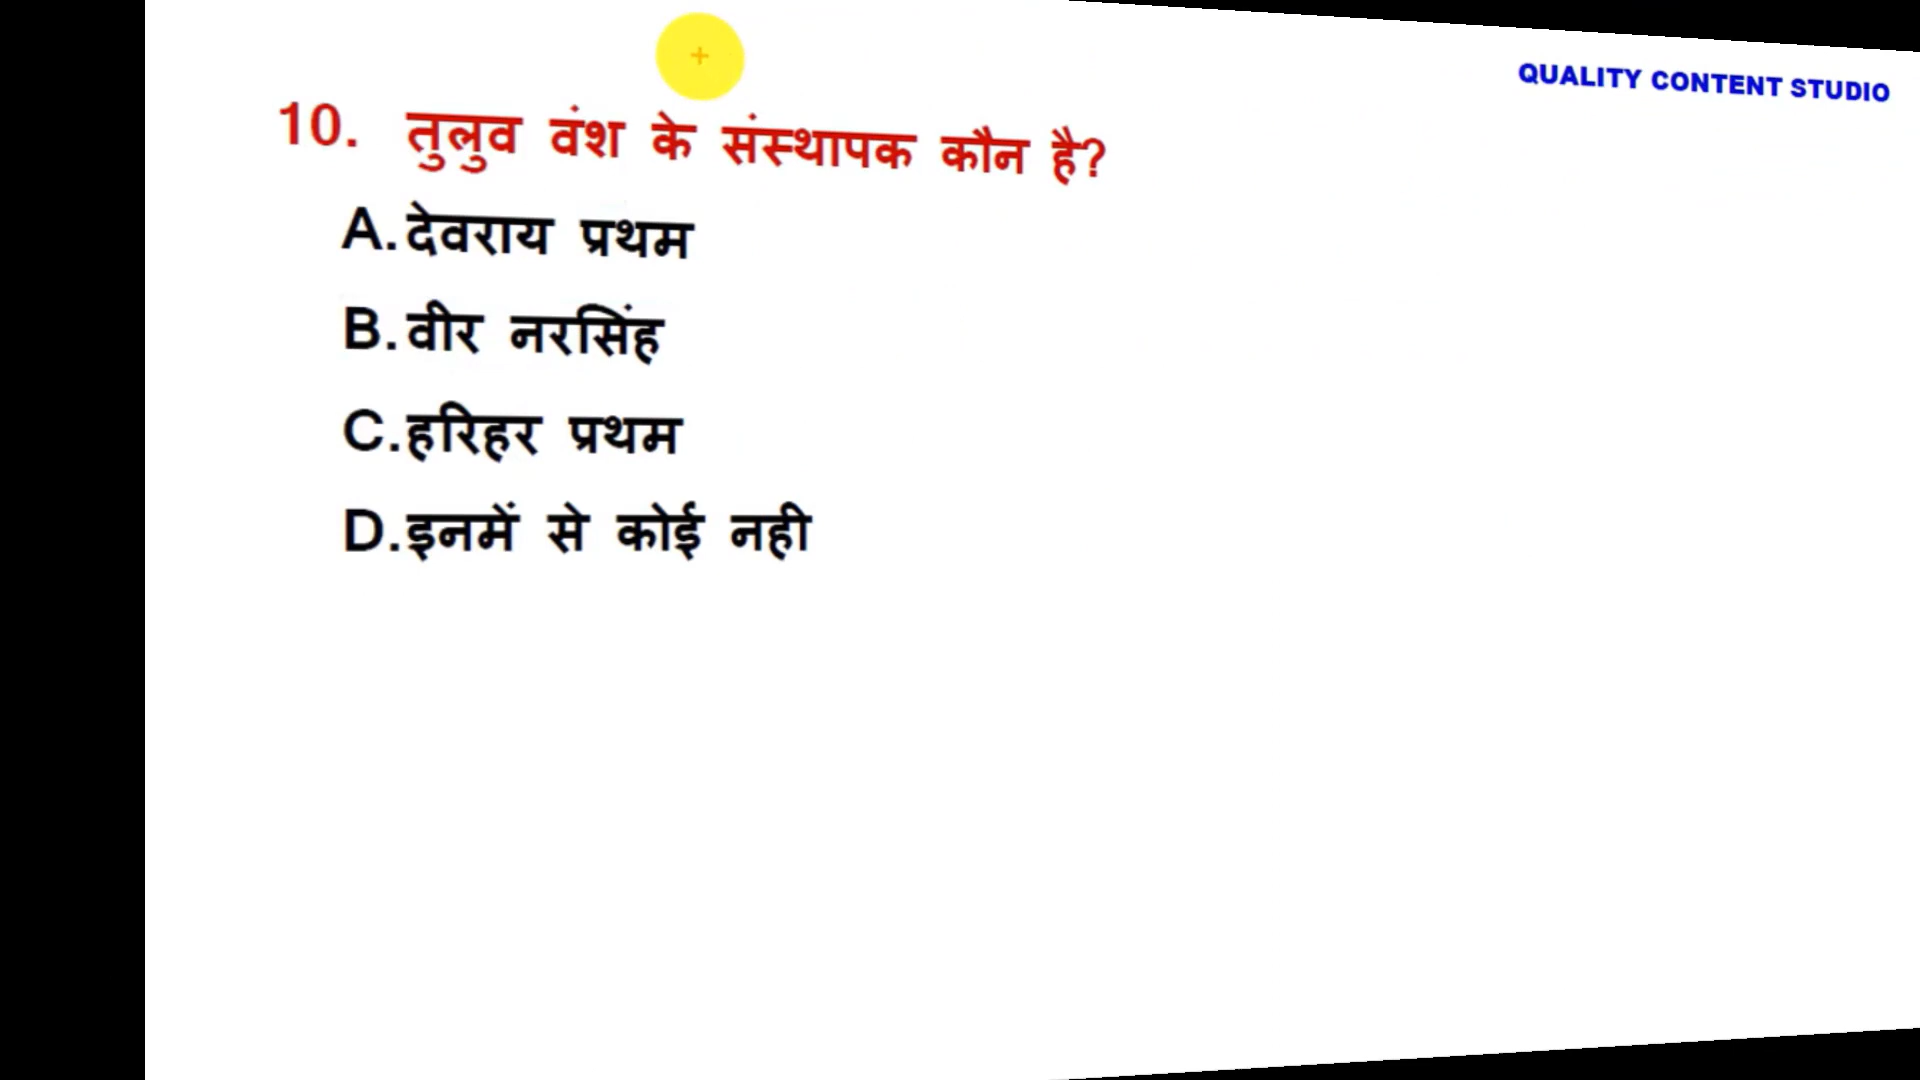 QUALITY CONTENT STUDIO
10. तुलुव वंश के संस्थापक कौन है?
A. देवराय प्रथम
B. वीर नरसिंह
C. हरिहर प्रथम
D. इनमें से कोई नही